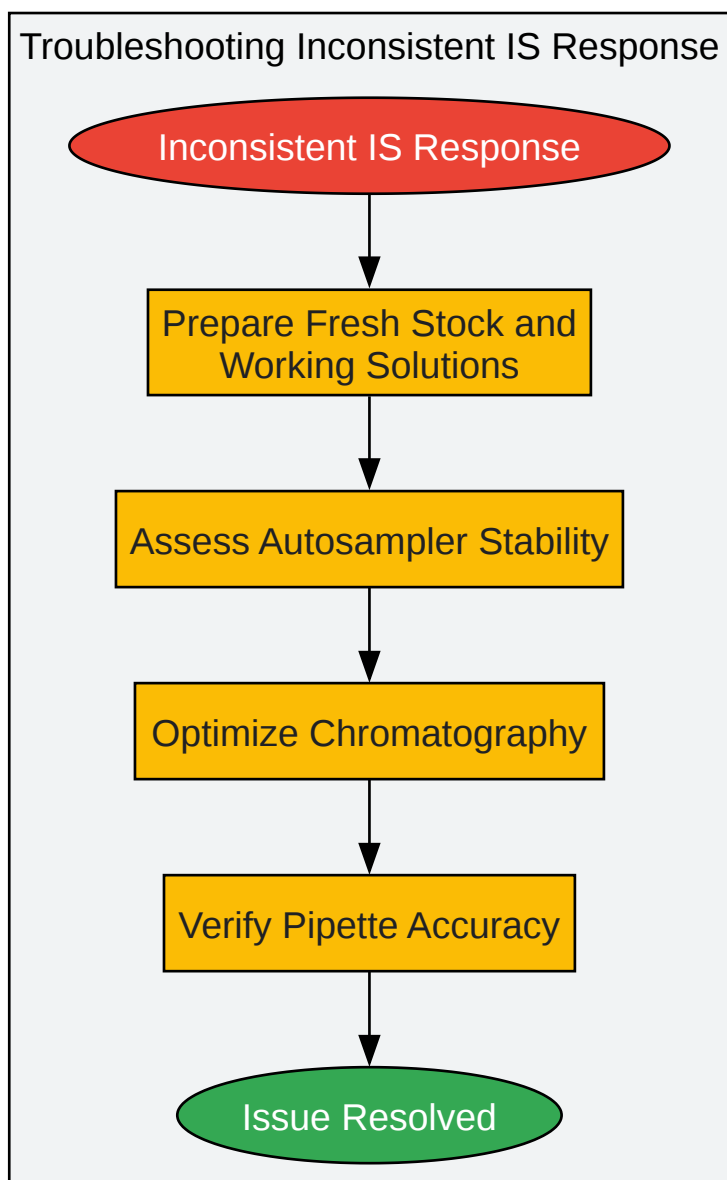 Troubleshooting Inconsistent IS Response
Inconsistent IS Response
Prepare Fresh Stock and
Working Solutions
Assess Autosampler Stability
Optimize Chromatography
Verify Pipette Accuracy
Issue Resolved